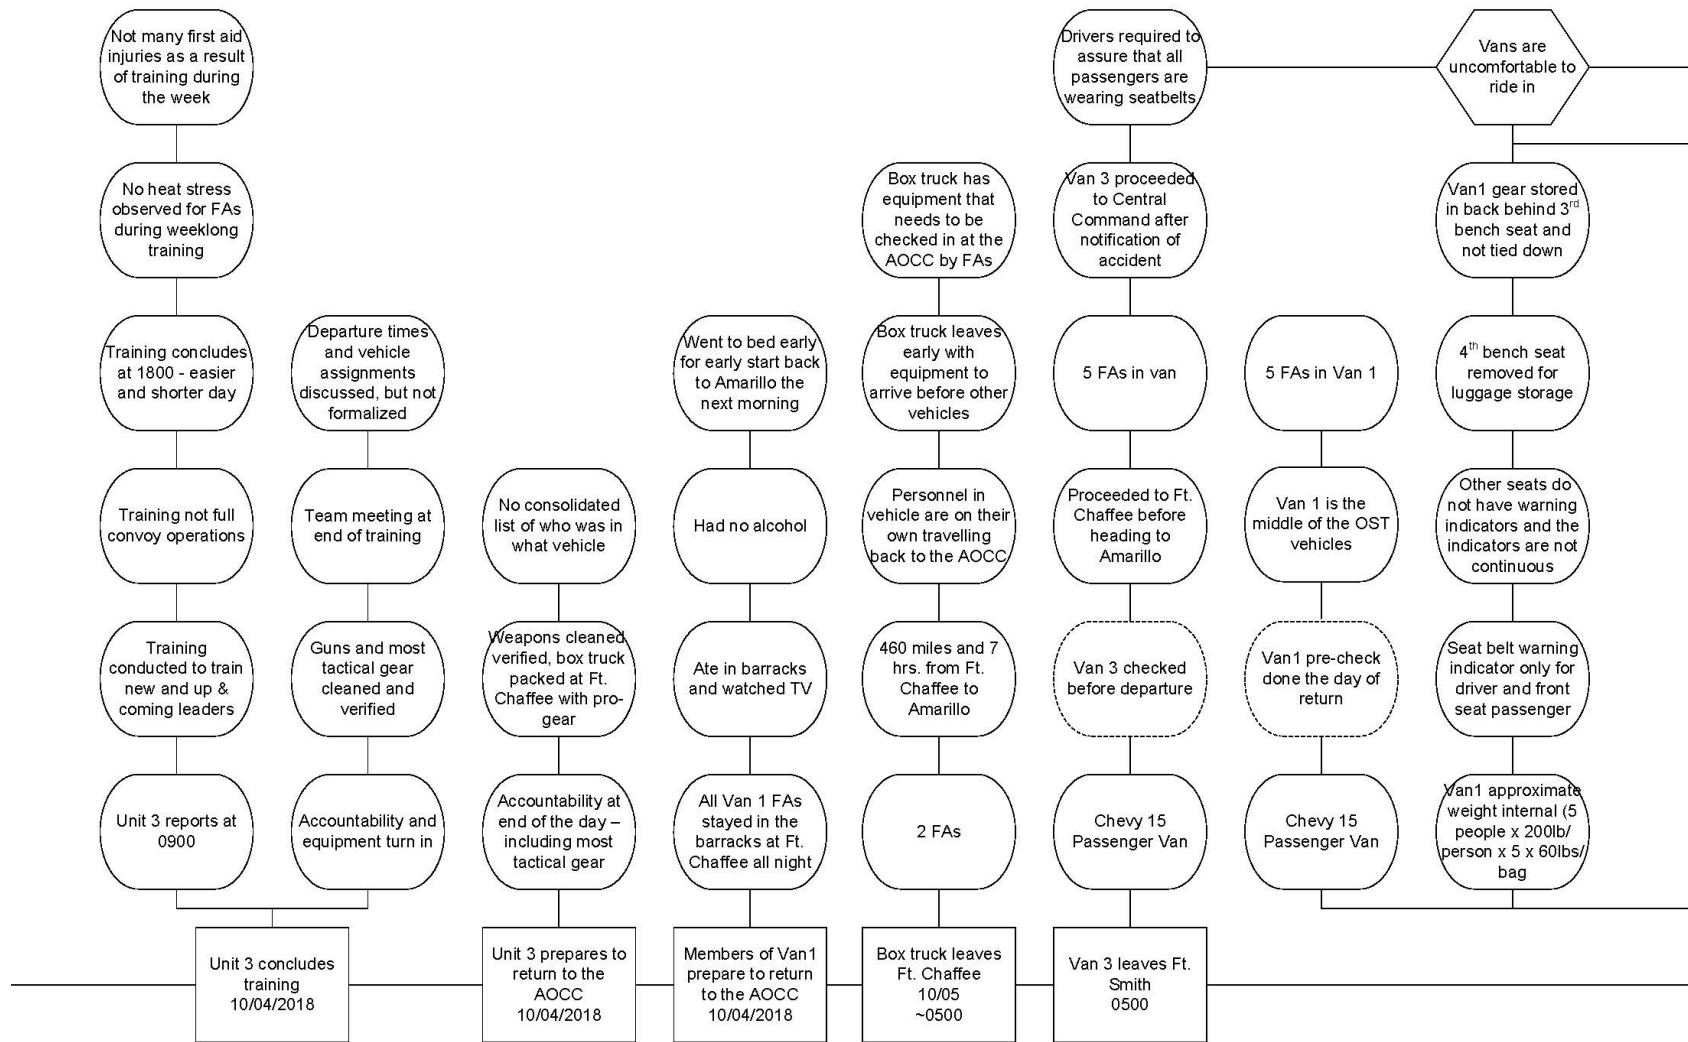 Not many first aid
injuries as a result
of training during
the week
No heat stress
observed for FAs
during weeklong
training
Training concludes
at 1800 - easier
and shorter day
Training not full
convoy operations
Training
conducted to train
new and up &
coming leaders
Unit 3 reports at
0900
Departure times
and vehicle
assignments
discussed, but not
formalized
Team meeting at
end of training
Guns and most
tactical gear
cleaned and
verified
Accountability and
equipment turn in
Unit 3 concludes
training
10/04/2018
No consolidated
list of who was in
what vehicle
Weapons cleaned,
verified, box truck
packed at Ft.
Chaffee with pro-
gear
Accountability at
end of the day –
including most
tactical gear
Unit 3 prepares to
return to the
AOCC
10/04/2018
Went to bed early
for early start back
to Amarillo the
next morning
Had no alcohol
Ate in barracks
and watched TV
All Van 1 FAs
stayed in the
barracks at Ft.
Chaffee all night
Members of Van1
prepare to return
to the AOCC
10/04/2018
Box truck has
equipment that
needs to be
checked in at the
AOCC by FAs
Box truck leaves
early with
equipment to
arrive before other
vehicles
Personnel in
vehicle are on their
own travelling
back to the AOCC
460 miles and 7
hrs. from Ft.
Chaffee to
Amarillo
2 FAs
Box truck leaves
Ft. Chaffee
10/05
~0500
Drivers required to
assure that all
passengers are
wearing seatbelts
Van 3 proceeded
to Central
Command after
notification of
accident
5 FAs in van
Proceeded to Ft.
Chaffee before
heading to
Amarillo
Van 3 checked
before departure
Chevy 15
Passenger Van
Van 3 leaves Ft.
Smith
0500
5 FAs in Van 1
Van 1 is the
middle of the OST
vehicles
Van1 pre-check
done the day of
return
Chevy 15
Passenger Van
Vans are
uncomfortable to
ride in
Van1 gear stored
in back behind 3rd
bench seat and
not tied down
4th bench seat
removed for
luggage storage
Other seats do
not have warning
indicators and the
indicators are not
continuous
Seat belt warning
indicator only for
driver and front
seat passenger
Van1 approximate
weight internal (5
people x 200lb/
person x 5 x 60lbs/
bag